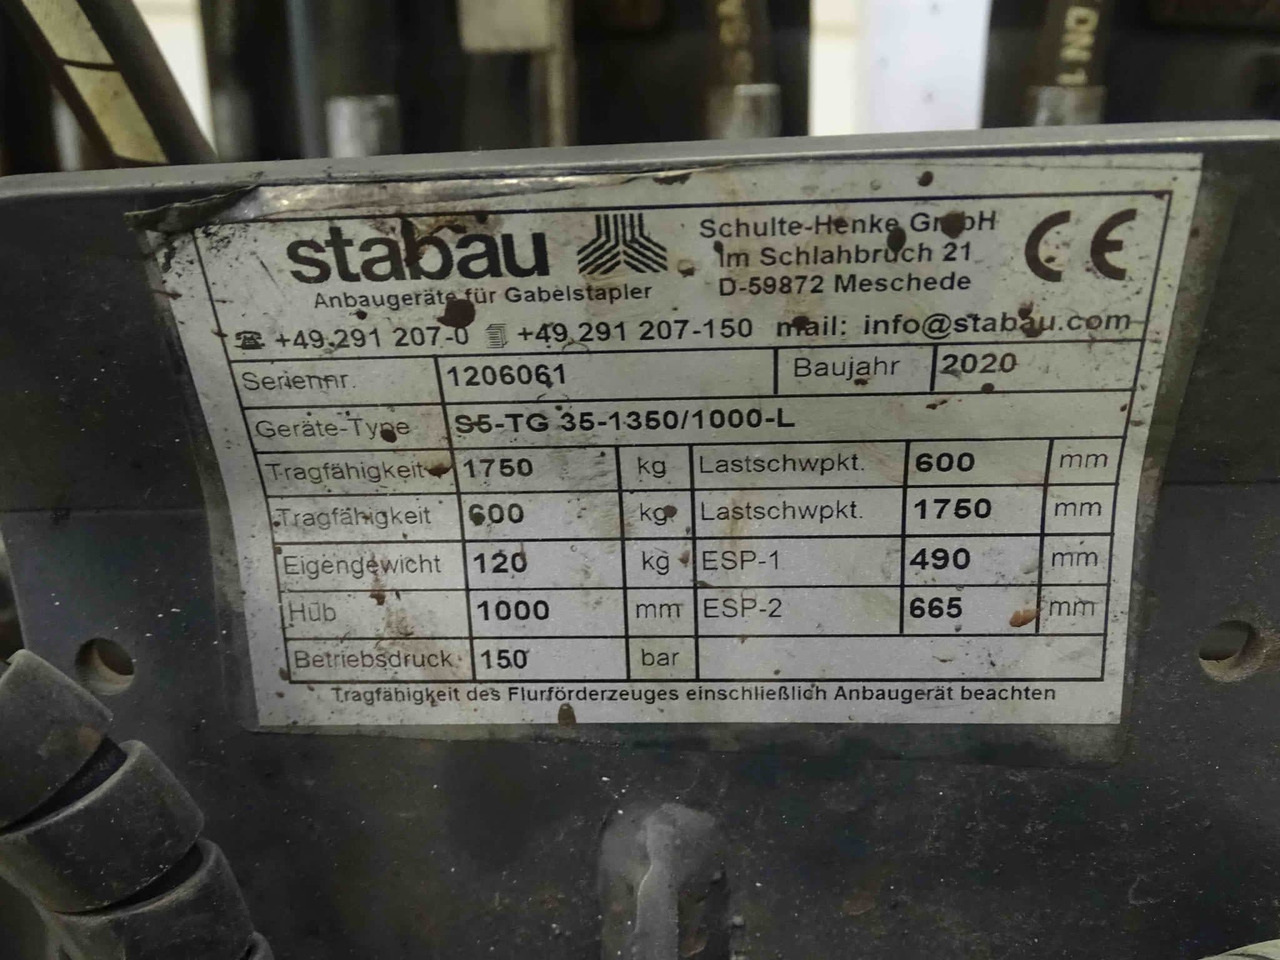 DN 1
stabau
Schulte-Henke GmbH
Im Schlahbruch 21
D-59872 Meschede
CE
Anbaugeräte für Gabelstapler
☎ +49 291 207-0 +49 291 207-150 mail: info@stabau.com
Seriennr. 1206061 Baujahr 2020
Geräte-Type S5-TG 35-1350/1000-L
Tragfähigkeit 1750 kg Lastschwpkt. 600 mm
Tragfähigkeit 600 kg Lastschwpkt. 1750 mm
Eigengewicht 120 kg ESP-1 490 mm
Hub 1000 mm ESP-2 665 mm
Betriebsdruck 150 bar
Tragfähigkeit des Flurförderzeuges einschließlich Anbaugerät beachten